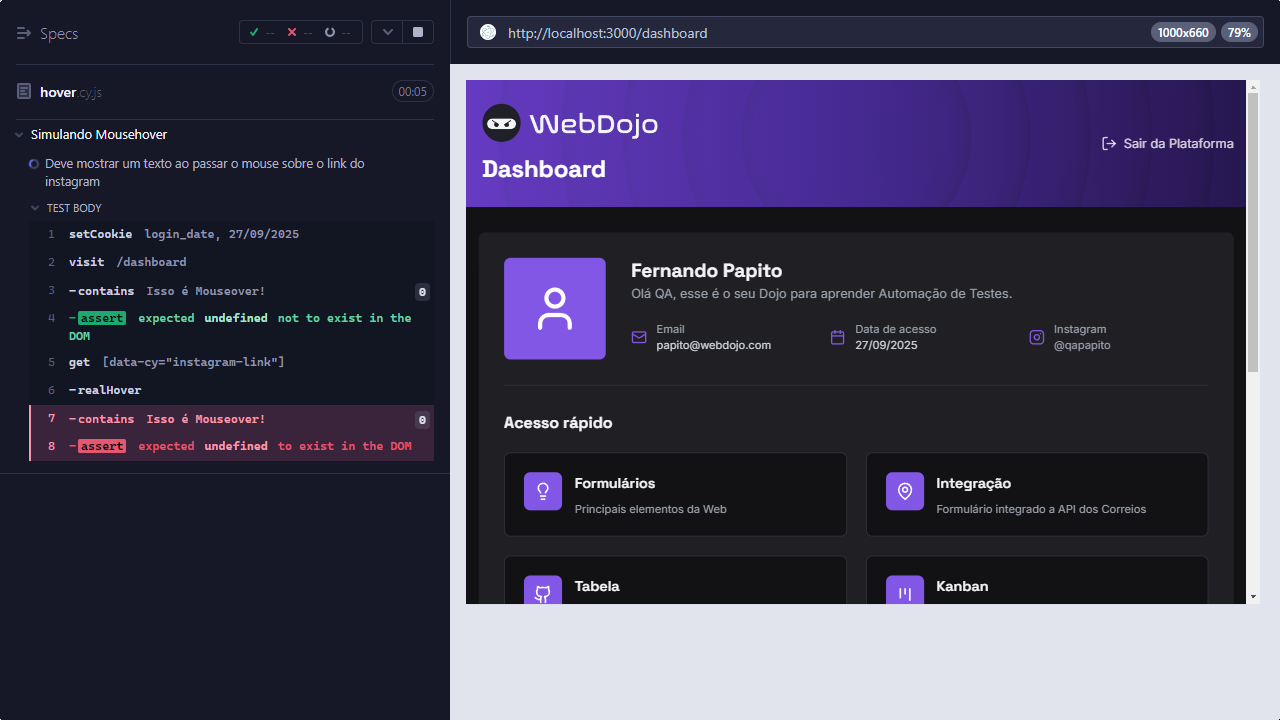 Specs
-- -- --
hover.cy.js
00:05
Simulando Mousehover
Deve mostrar um texto ao passar o mouse sobre o link do
instagram
TEST BODY
1 setCookie login_date, 27/09/2025
2 visit /dashboard
3 -contains Isso é Mouseover! 0
4 -assert expected undefined not to exist in the
DOM
5 get [data-cy="instagram-link"]
6 -realHover
7 -contains Isso é Mouseover! 0
8 -assert expected undefined to exist in the DOM
http://localhost:3000/dashboard
1000x660
79%
WebDojo
Dashboard
Sair da Plataforma
Fernando Papito
Olá QA, esse é o seu Dojo para aprender Automação de Testes.
Email
papito@webdojo.com
Data de acesso
27/09/2025
Instagram
@qapapito
Acesso rápido
Formulários
Principais elementos da Web
Integração
Formulário integrado a API dos Correios
Tabela
Kanban